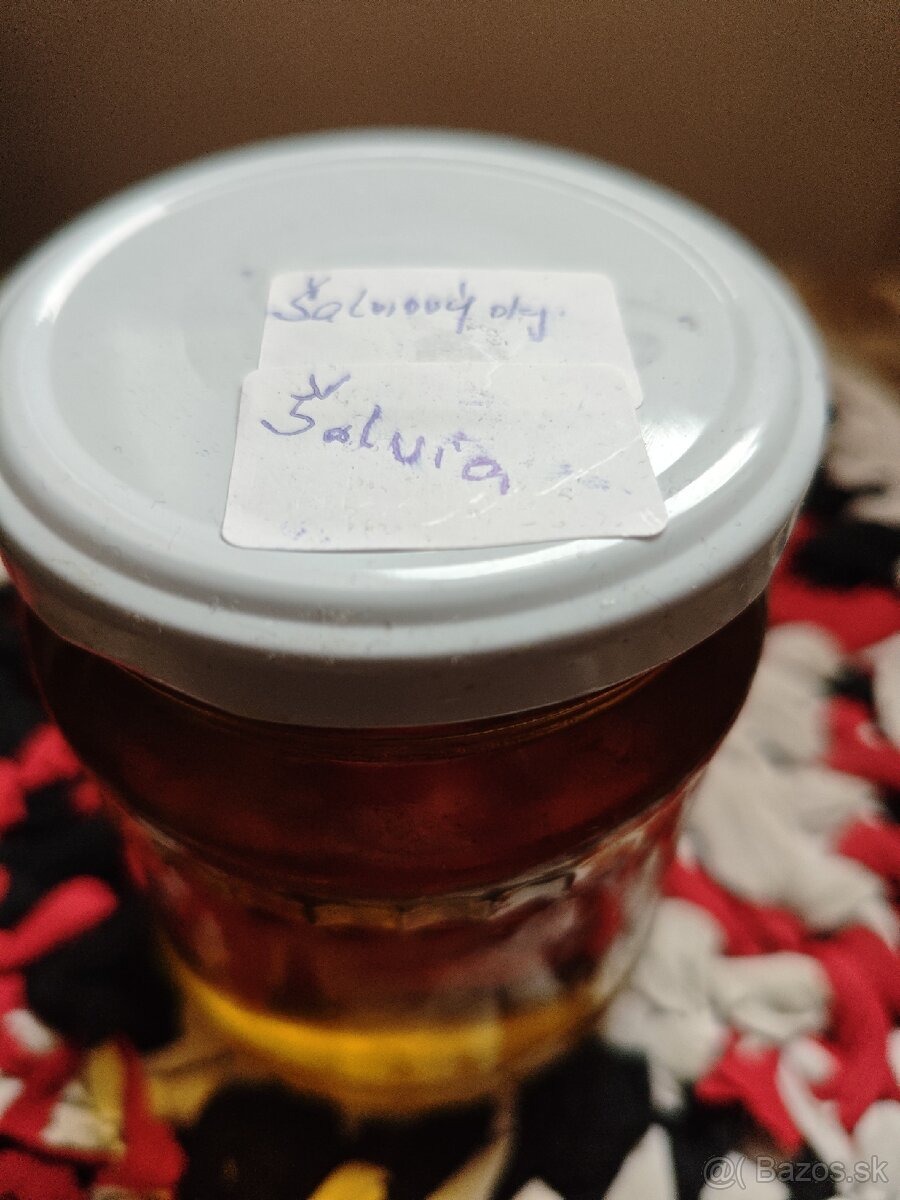 Šalviový olej
Šalvia
@( Bazos.sk